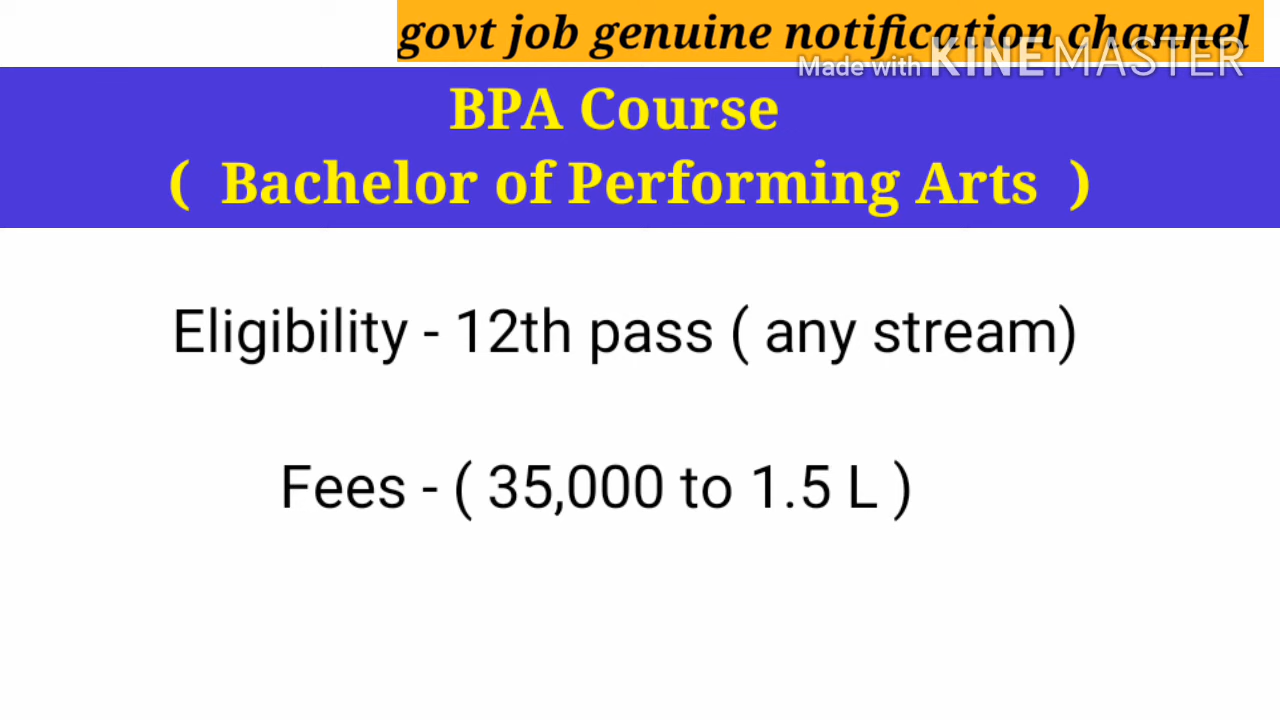 govt job genuine notification channel
Made with KINEMASTER
BPA Course
( Bachelor of Performing Arts )
Eligibility - 12th pass ( any stream)
Fees - ( 35,000 to 1.5 L )